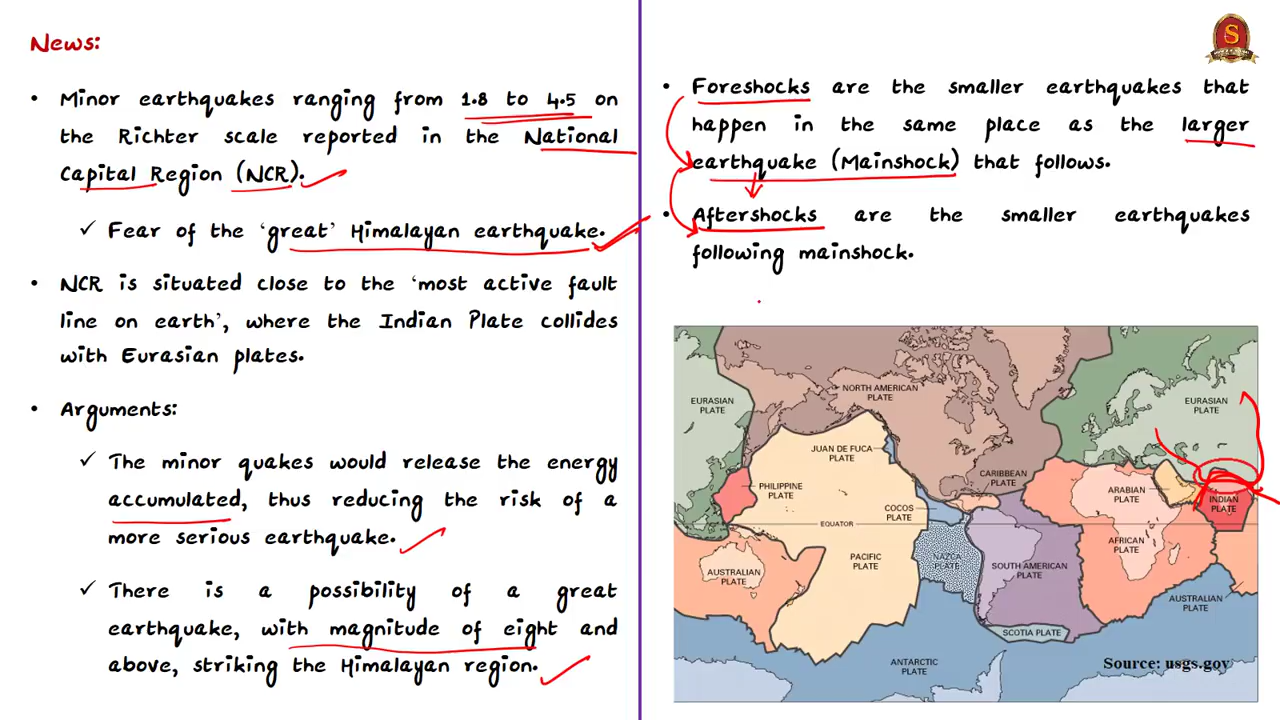 News:
• Minor earthquakes ranging from 1.8 to 4.5 on
the Richter scale reported in the National
Capital Region (NCR).
✓ Fear of the ‘great’ Himalayan earthquake.
• NCR is situated close to the ‘most active fault
line on earth’, where the Indian Plate collides
with Eurasian plates.
• Arguments:
✓ The minor quakes would release the energy
accumulated, thus reducing the risk of a
more serious earthquake.
✓ There is a possibility of a great
earthquake, with magnitude of eight and
above, striking the Himalayan region.
S
• Foreshocks are the smaller earthquakes that
happen in the same place as the larger
earthquake (Mainshock) that follows.
• Aftershocks are the smaller earthquakes
following mainshock.
NORTH AMERICAN
PLATE
EURASIAN
PLATE
EURASIAN
PLATE
JUAN DE FUCA
PLATE
CARIBBEAN
PLATE
PHILIPPINE
PLATE
ARABIAN
PLATE
INDIAN
PLATE
COCOS
PLATE
EQUATOR
PACIFIC
PLATE
NAZCA
PLATE
SOUTH AMERICAN
PLATE
AFRICAN
PLATE
AUSTRALIAN
PLATE
AUSTRALIAN
PLATE
SCOTIA PLATE
ANTARCTIC
PLATE
Source: usgs.gov